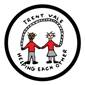 TRENT VALE
HELPING EACH OTHER